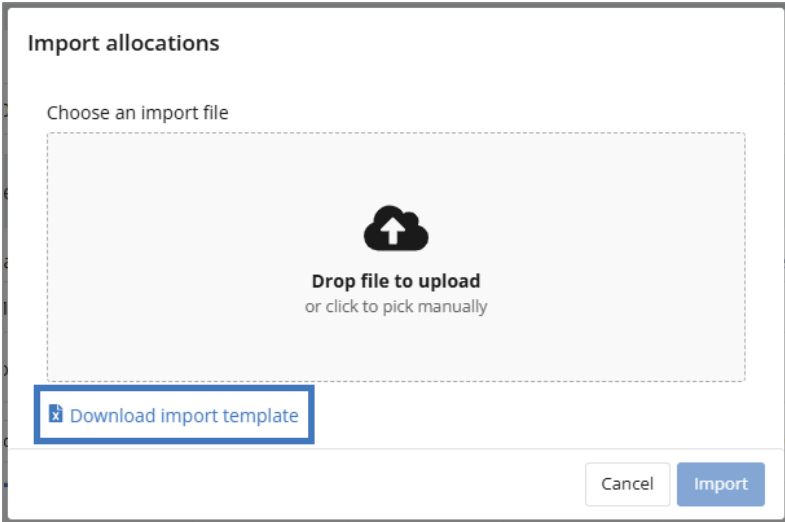 Import allocations
Choose an import file
Drop file to upload
or click to pick manually
Download import template
Cancel
Import